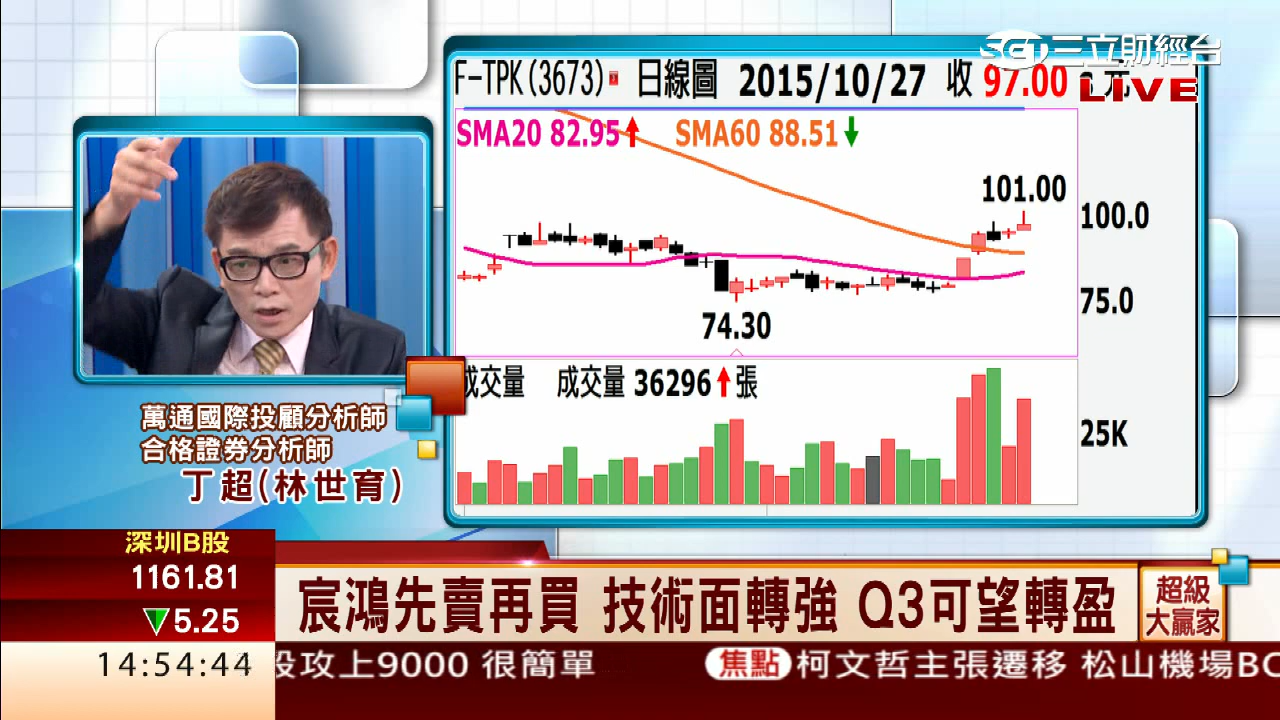 SET 三立財經台
LIVE
F-TPK(3673) 日線圖 2015/10/27 收 97.00 元
SMA20 82.95 SMA60 88.51
101.00
100.0
75.0
74.30
成交量 成交量 36296 張
25K
萬通國際投顧分析師
合格證券分析師
丁超(林世育)
深圳B股
1161.81
5.25
宸鴻先賣再買 技術面轉強 Q3可望轉盈
超級
大贏家
14:54:44
股攻上9000 很簡單 焦點 柯文哲主張遷移 松山機場BO